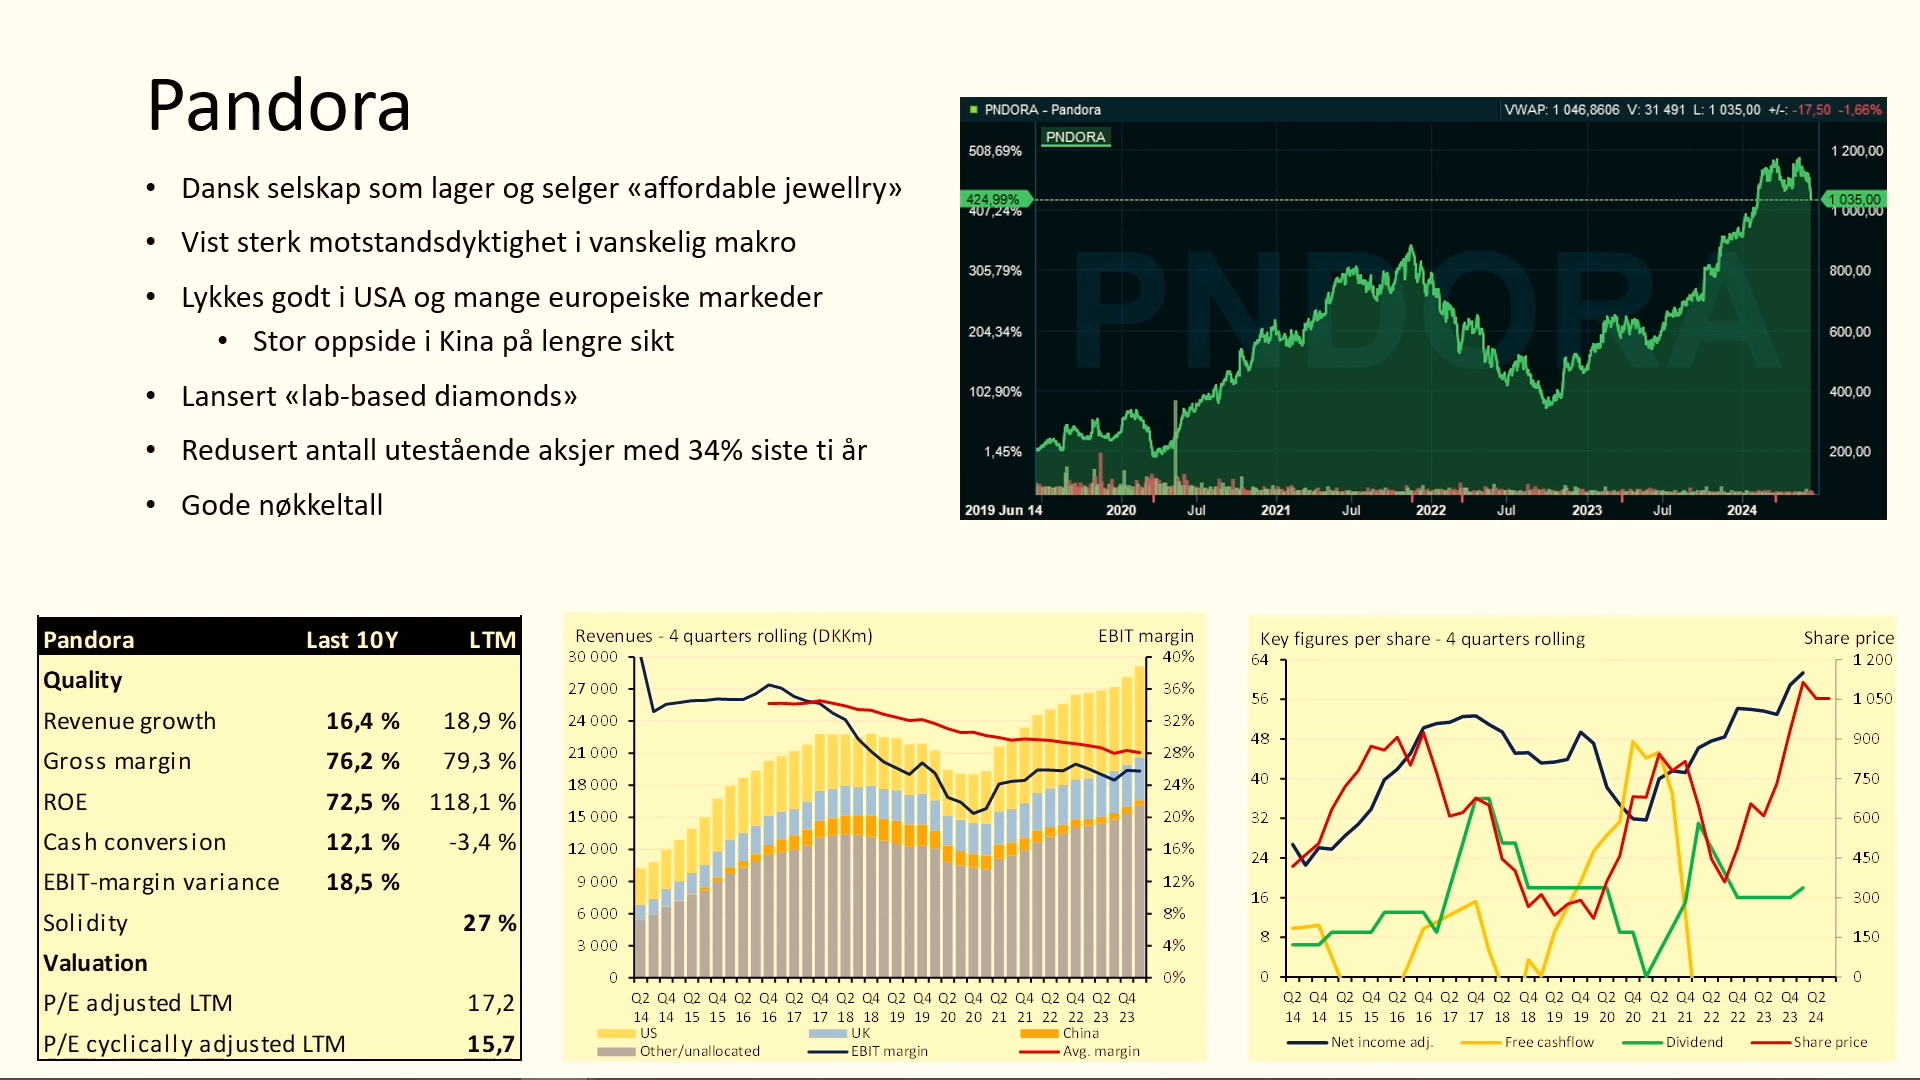 Pandora
• Dansk selskap som lager og selger «affordable jewellry»
• Vist sterk motstandsdyktighet i vanskelig makro
• Lykkes godt i USA og mange europeiske markeder
• Stor oppside i Kina på lengre sikt
• Lansert «lab-based diamonds»
• Redusert antall utestående aksjer med 34% siste ti år
• Gode nøkkeltall
PNDORA - Pandora VWAP: 1 046,8606 V: 31 491 L: 1 035,00 +/-: -17,50 -1,66%
PNDORA
508,69% 1 200,00
424,99% 1 035,00
407,24% 1 000,00
305,79% 800,00
204,34% 600,00
102,90% 400,00
1,45% 200,00
PNDORA
2019 Jun 14 2020 Jul 2021 Jul 2022 Jul 2023 Jul 2024
Pandora Last 10Y LTM
Quality
Revenue growth 16,4 % 18,9 %
Gross margin 76,2 % 79,3 %
ROE 72,5 % 118,1 %
Cash conversion 12,1 % -3,4 %
EBIT-margin variance 18,5 %
Solidity 27 %
Valuation
P/E adjusted LTM 17,2
P/E cyclically adjusted LTM 15,7
Revenues - 4 quarters rolling (DKKm) EBIT margin
30 000 40%
27 000 36%
24 000 32%
21 000 28%
18 000 24%
15 000 20%
12 000 16%
9 000 12%
6 000 8%
3 000 4%
0 0%
Q2 Q4 Q2 Q4 Q2 Q4 Q2 Q4 Q2 Q4 Q2 Q4 Q2 Q4 Q2 Q4 Q2 Q4 Q2 Q4
14 14 15 15 16 16 17 17 18 18 19 19 20 20 21 21 22 22 23 23
US UK China
Other/unallocated EBIT margin Avg. margin
Key figures per share - 4 quarters rolling Share price
64 1 200
56 1 050
48 900
40 750
32 600
24 450
16 300
8 150
0 0
Q2 Q4 Q2 Q4 Q2 Q4 Q2 Q4 Q2 Q4 Q2 Q4 Q2 Q4 Q2 Q4 Q2 Q4 Q2 Q4 Q2
14 14 15 15 16 16 17 17 18 18 19 19 20 20 21 21 22 22 23 23 24
Net income adj. Free cashflow Dividend Share price